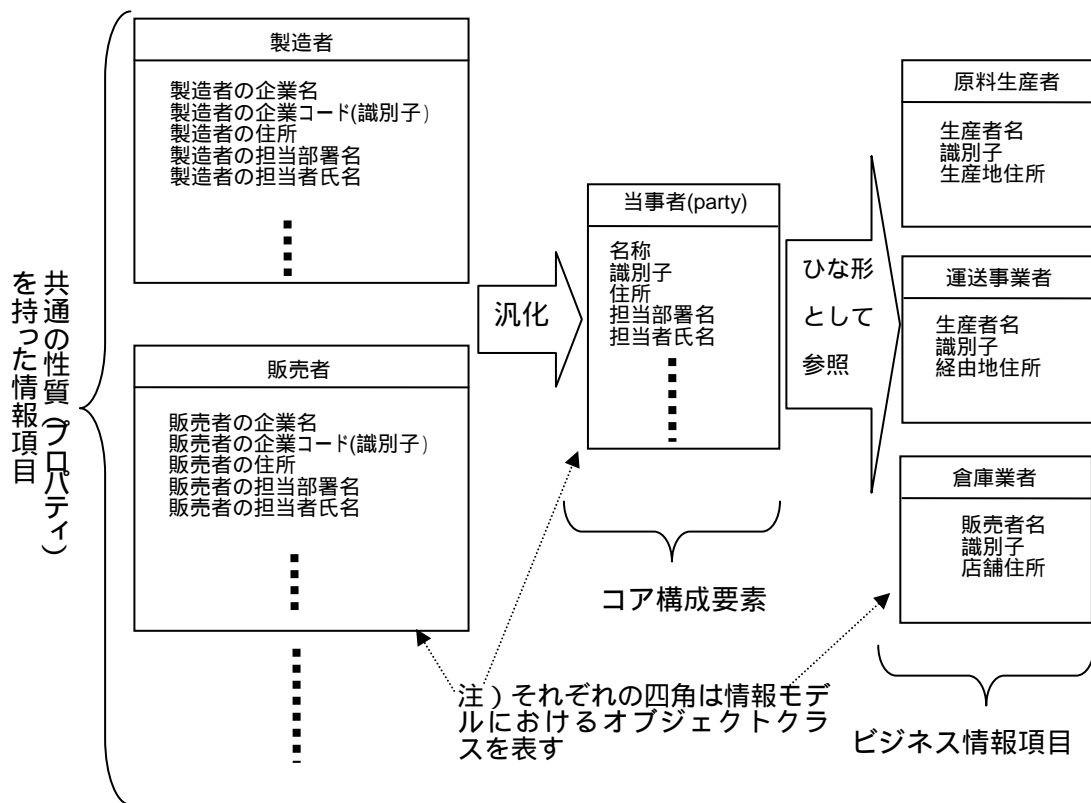 共通の性質(プロパティ)
を持った情報項目
製造者
製造者の企業名
製造者の企業コード(識別子)
製造者の住所
製造者の担当部署名
製造者の担当者氏名
販売者
販売者の企業名
販売者の企業コード(識別子)
販売者の住所
販売者の担当部署名
販売者の担当者氏名
汎化
当事者(party)
名称
識別子
住所
担当部署名
担当者氏名
コア構成要素
ひな形
として
参照
原料生産者
生産者名
識別子
生産地住所
運送事業者
生産者名
識別子
経由地住所
倉庫業者
販売者名
識別子
店舗住所
ビジネス情報項目
注)それぞれの四角は情報モデ
ルにおけるオブジェクトクラ
スを表す